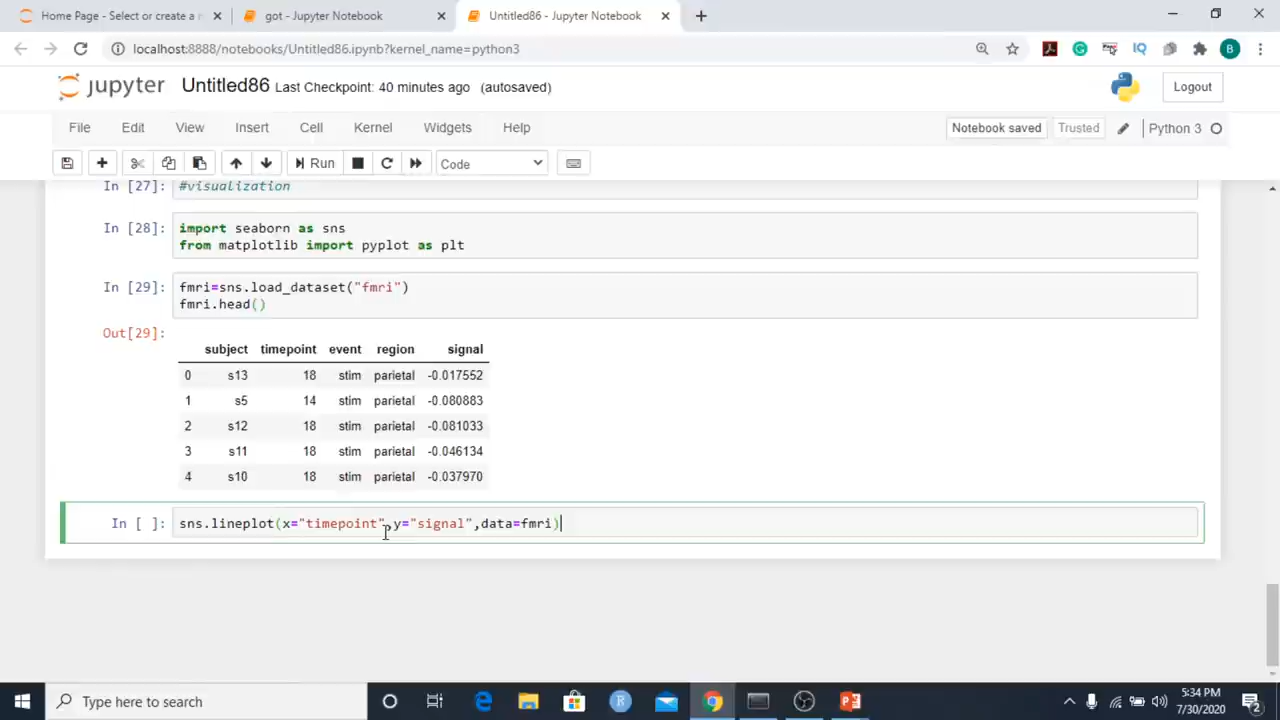 Home Page - Select or create a n
got - Jupyter Notebook
Untitled86 - Jupyter Notebook
localhost:8888/notebooks/Untitled86.ipynb?kernel_name=python3
IQ
B
jupyter Untitled86 Last Checkpoint: 40 minutes ago (autosaved)
Logout
File Edit View Insert Cell Kernel Widgets Help
Notebook saved Trusted Python 3
Run Code
In [27]: #visualization
In [28]: import seaborn as sns
from matplotlib import pyplot as plt
In [29]: fmri=sns.load_dataset("fmri")
fmri.head()
Out[29]:
subject timepoint event region signal
0 s13 18 stim parietal -0.017552
1 s5 14 stim parietal -0.080883
2 s12 18 stim parietal -0.081033
3 s11 18 stim parietal -0.046134
4 s10 18 stim parietal -0.037970
In [ ]: sns.lineplot(x="timepoint",y="signal",data=fmri)
Type here to search
R
5:34 PM
7/30/2020
2